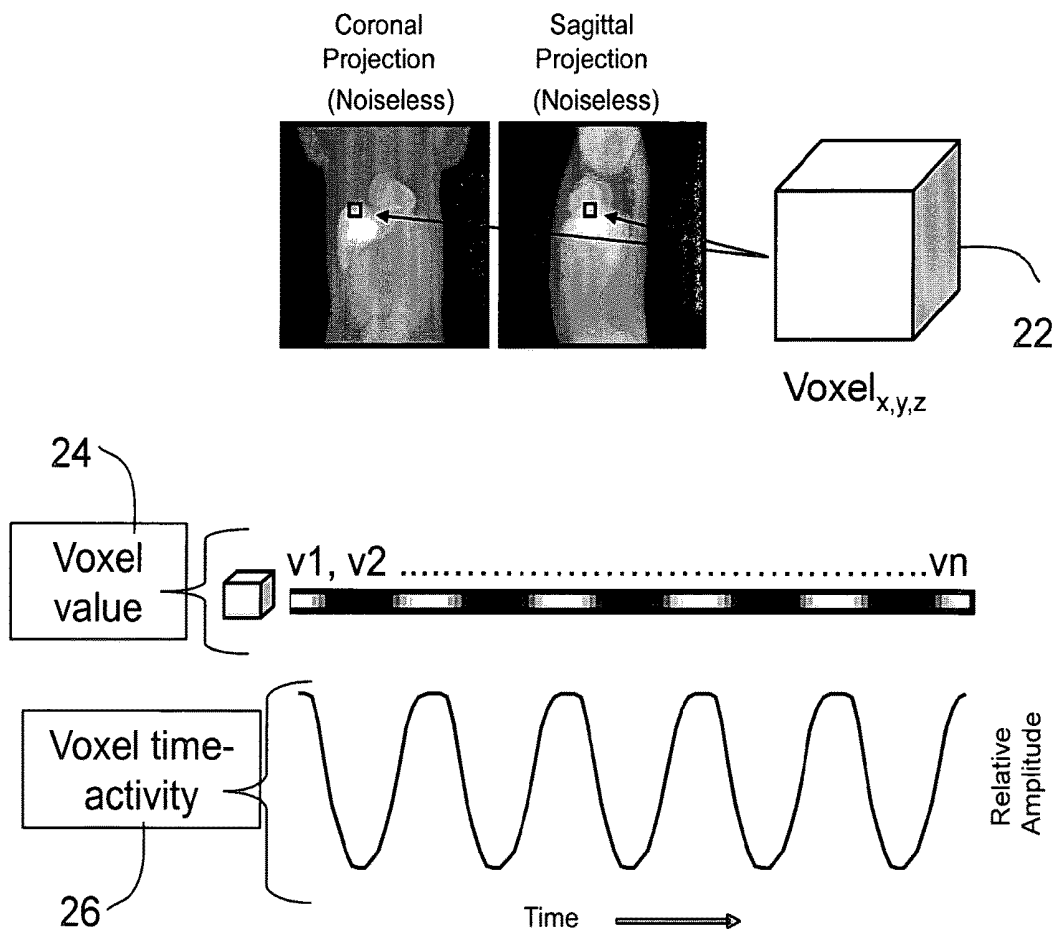 Coronal
Projection
(Noiseless)
Sagittal
Projection
(Noiseless)
22
Voxelx,y,z
24
Voxel
value
v1, v2 ............................................vn
Voxel time-
activity
26
Relative
Amplitude
Time